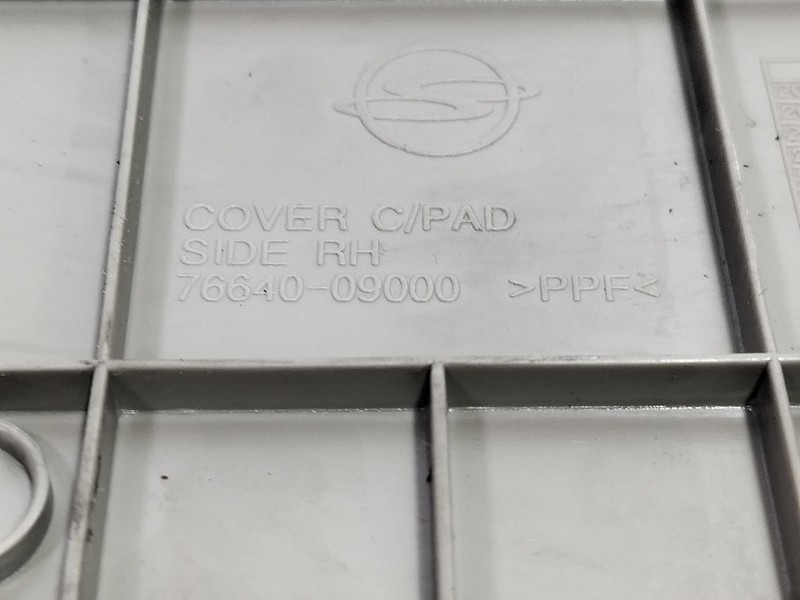 COVER C/PAD
SIDE RH
76640-09000 >PPF<